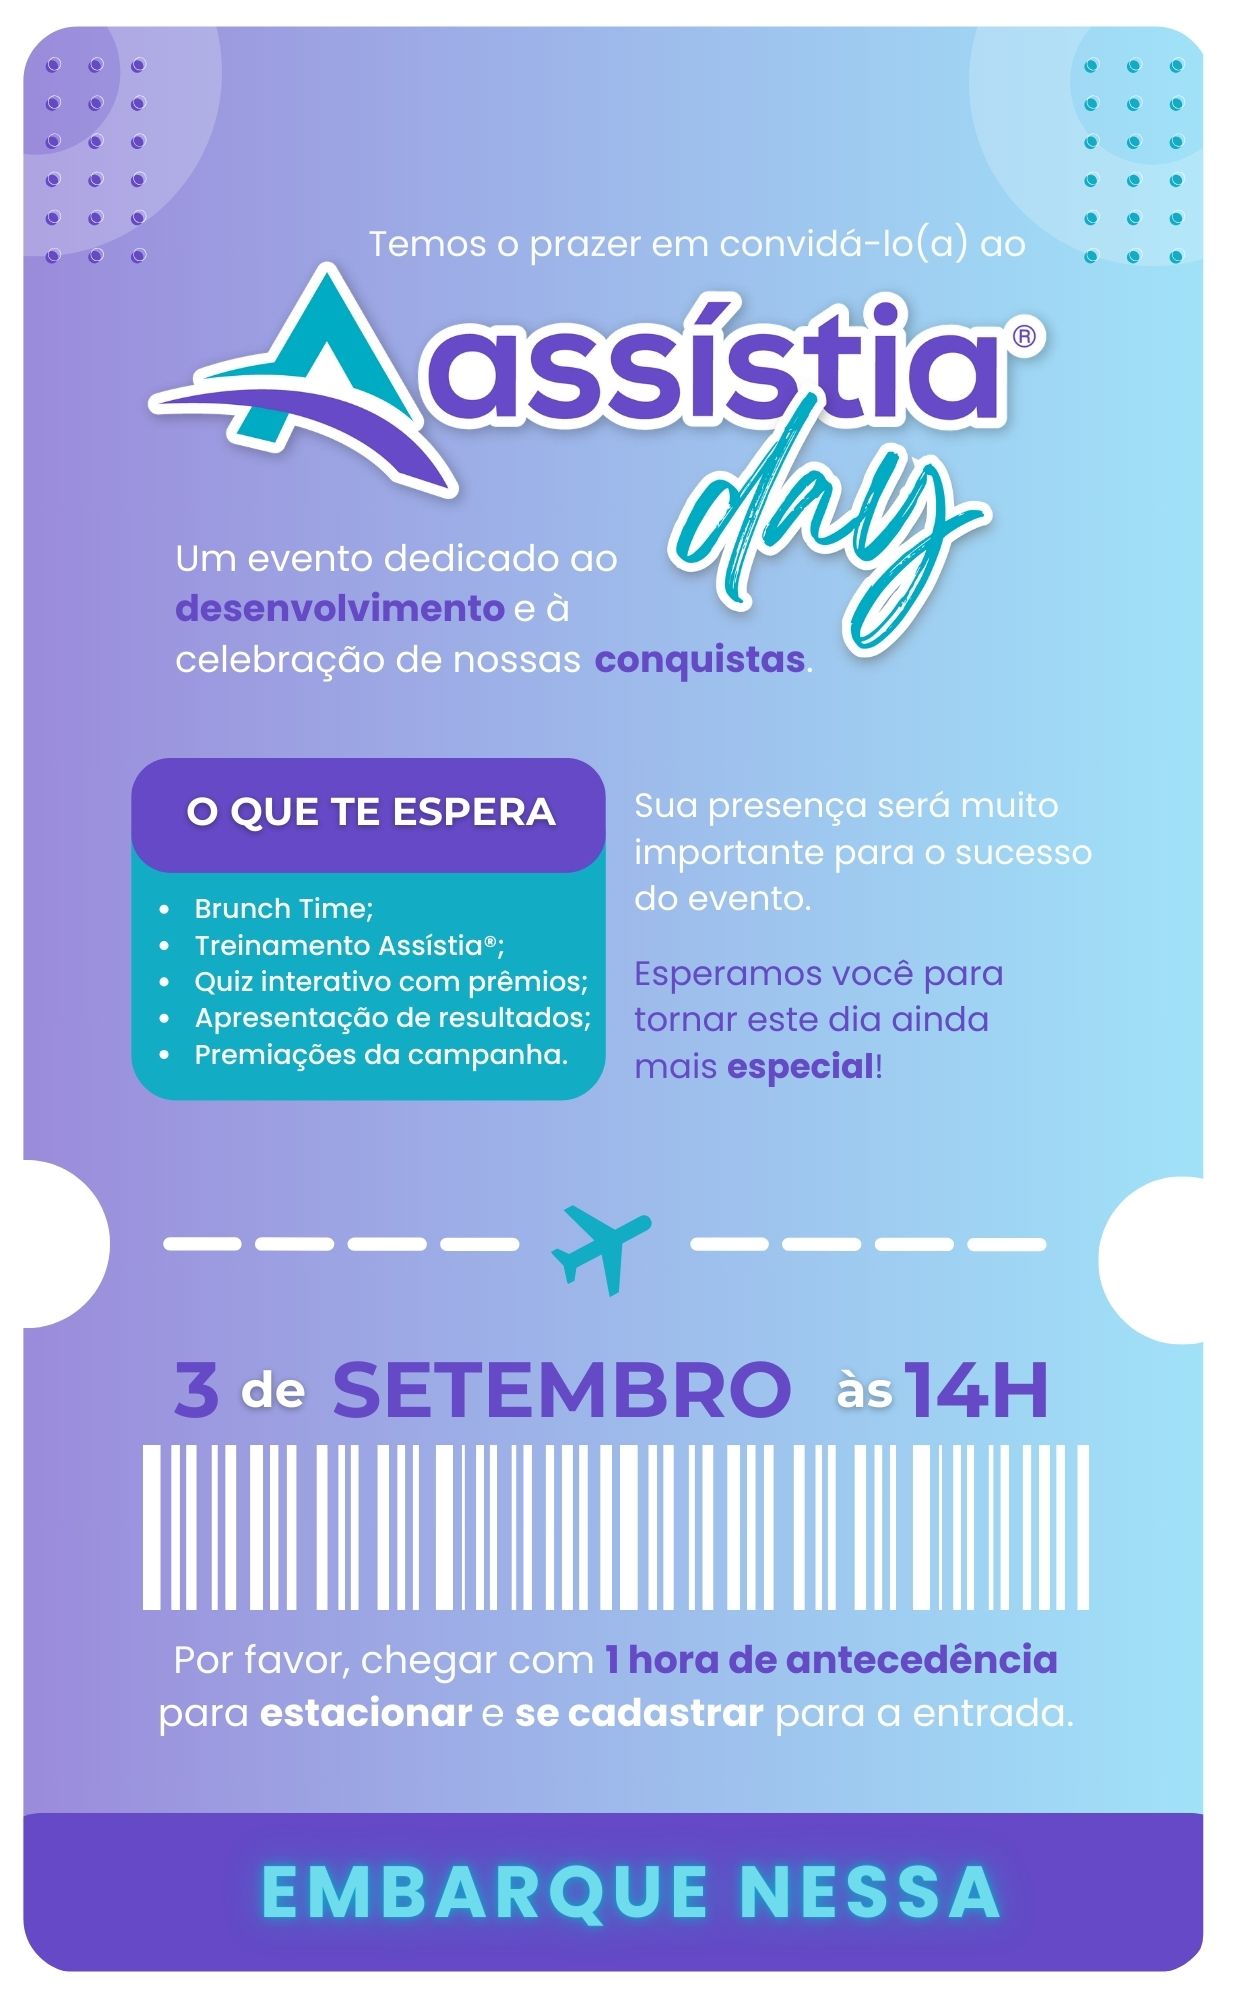 Temos o prazer em convidá-lo(a) ao
assístia®
day
Um evento dedicado ao
desenvolvimento e à
celebração de nossas conquistas.
O QUE TE ESPERA
• Brunch Time;
• Treinamento Assístia®;
• Quiz interativo com prêmios;
• Apresentação de resultados;
• Premiações da campanha.
Sua presença será muito
importante para o sucesso
do evento.
Esperamos você para
tornar este dia ainda
mais especial!
3 de SETEMBRO às 14H
Por favor, chegar com 1 hora de antecedência
para estacionar e se cadastrar para a entrada.
EMBARQUE NESSA